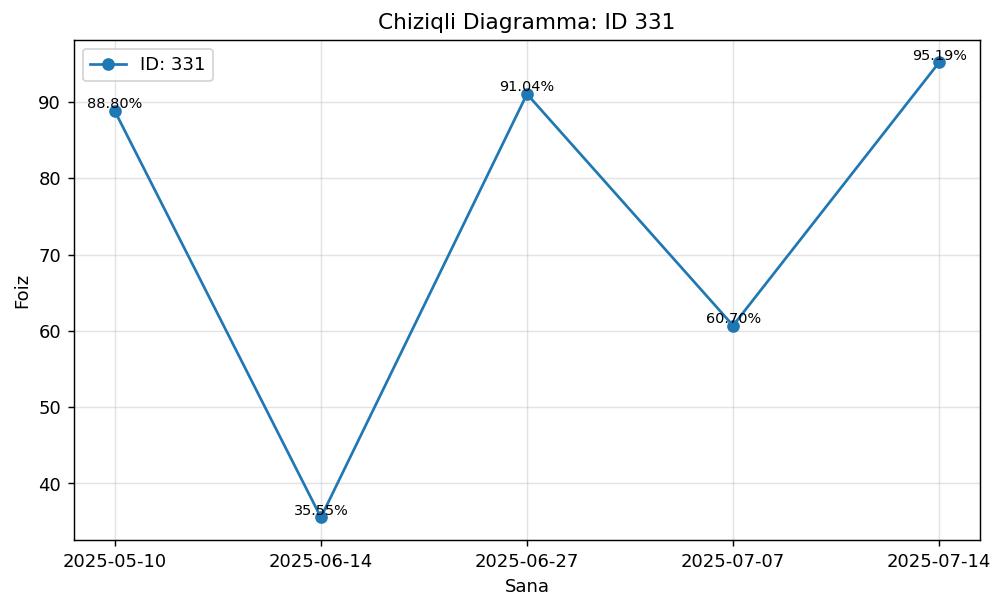 Chiziqli Diagramma: ID 331
ID: 331
95.19%
91.04%
88.80%
60.70%
35.55%
90
80
70
60
50
40
Foiz
2025-05-10 2025-06-14 2025-06-27 2025-07-07 2025-07-14
Sana